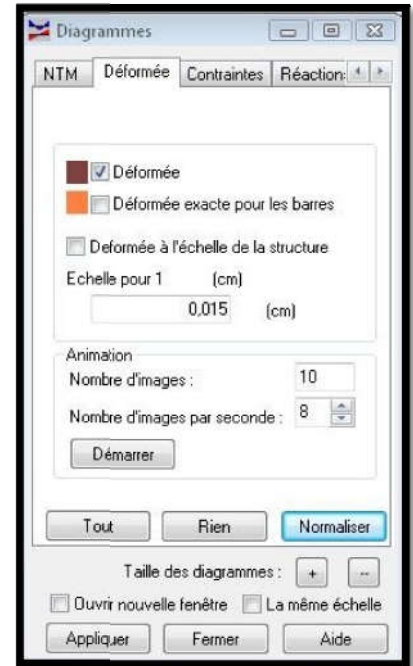 Diagrammes
NTM Déformée Contraintes Réaction:
Déformée
Déformée exacte pour les barres
Deformée à l'échelle de la structure
Echelle pour 1 (cm)
0,015 (cm)
Animation
Nombre d'images : 10
Nombre d'images par seconde : 8
Démarrer
Tout Rien Normaliser
Taille des diagrammes : + --
Ouvrir nouvelle fenêtre La même échelle
Appliquer Fermer Aide